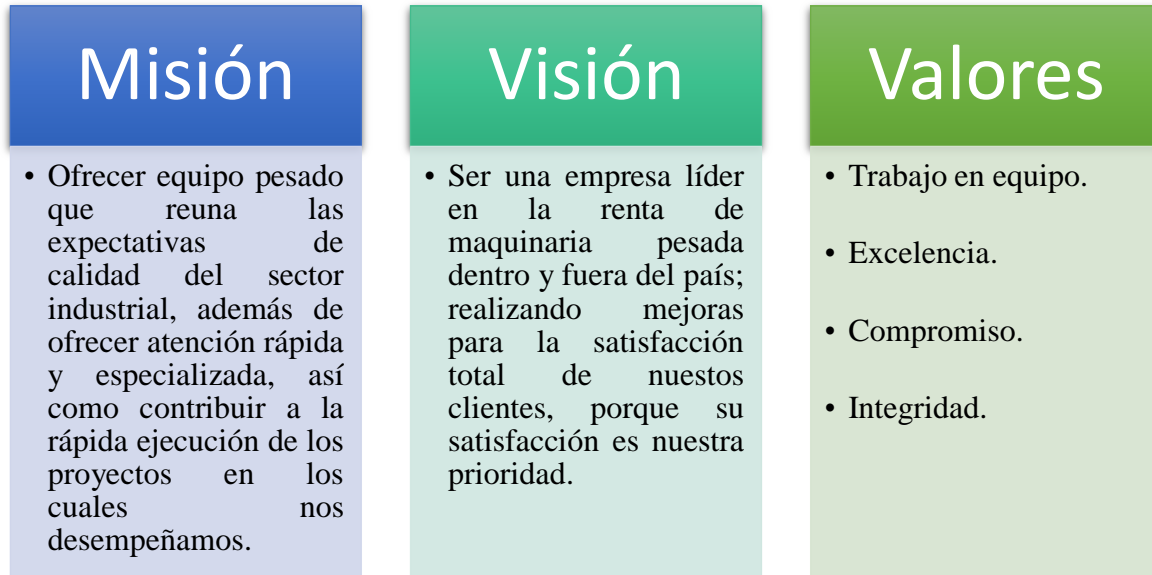 Misión
• Ofrecer equipo pesado
que reuna las
expectativas de
calidad del sector
industrial, además de
ofrecer atención rápida
y especializada, así
como contribuir a la
rápida ejecución de los
proyectos en los
cuales nos
desempeñamos.
Visión
• Ser una empresa líder
en la renta de
maquinaria pesada
dentro y fuera del país;
realizando mejoras
para la satisfacción
total de nuestos
clientes, porque su
satisfacción es nuestra
prioridad.
Valores
• Trabajo en equipo.
• Excelencia.
• Compromiso.
• Integridad.